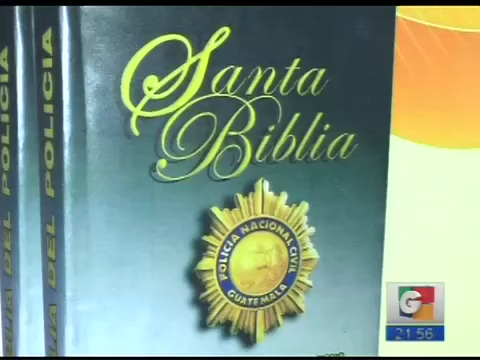 Santa
Biblia
POLICIA NACIONAL CIVIL
GUATEMALA
DEL POLICIA
DEL POLICIA
G
21:56